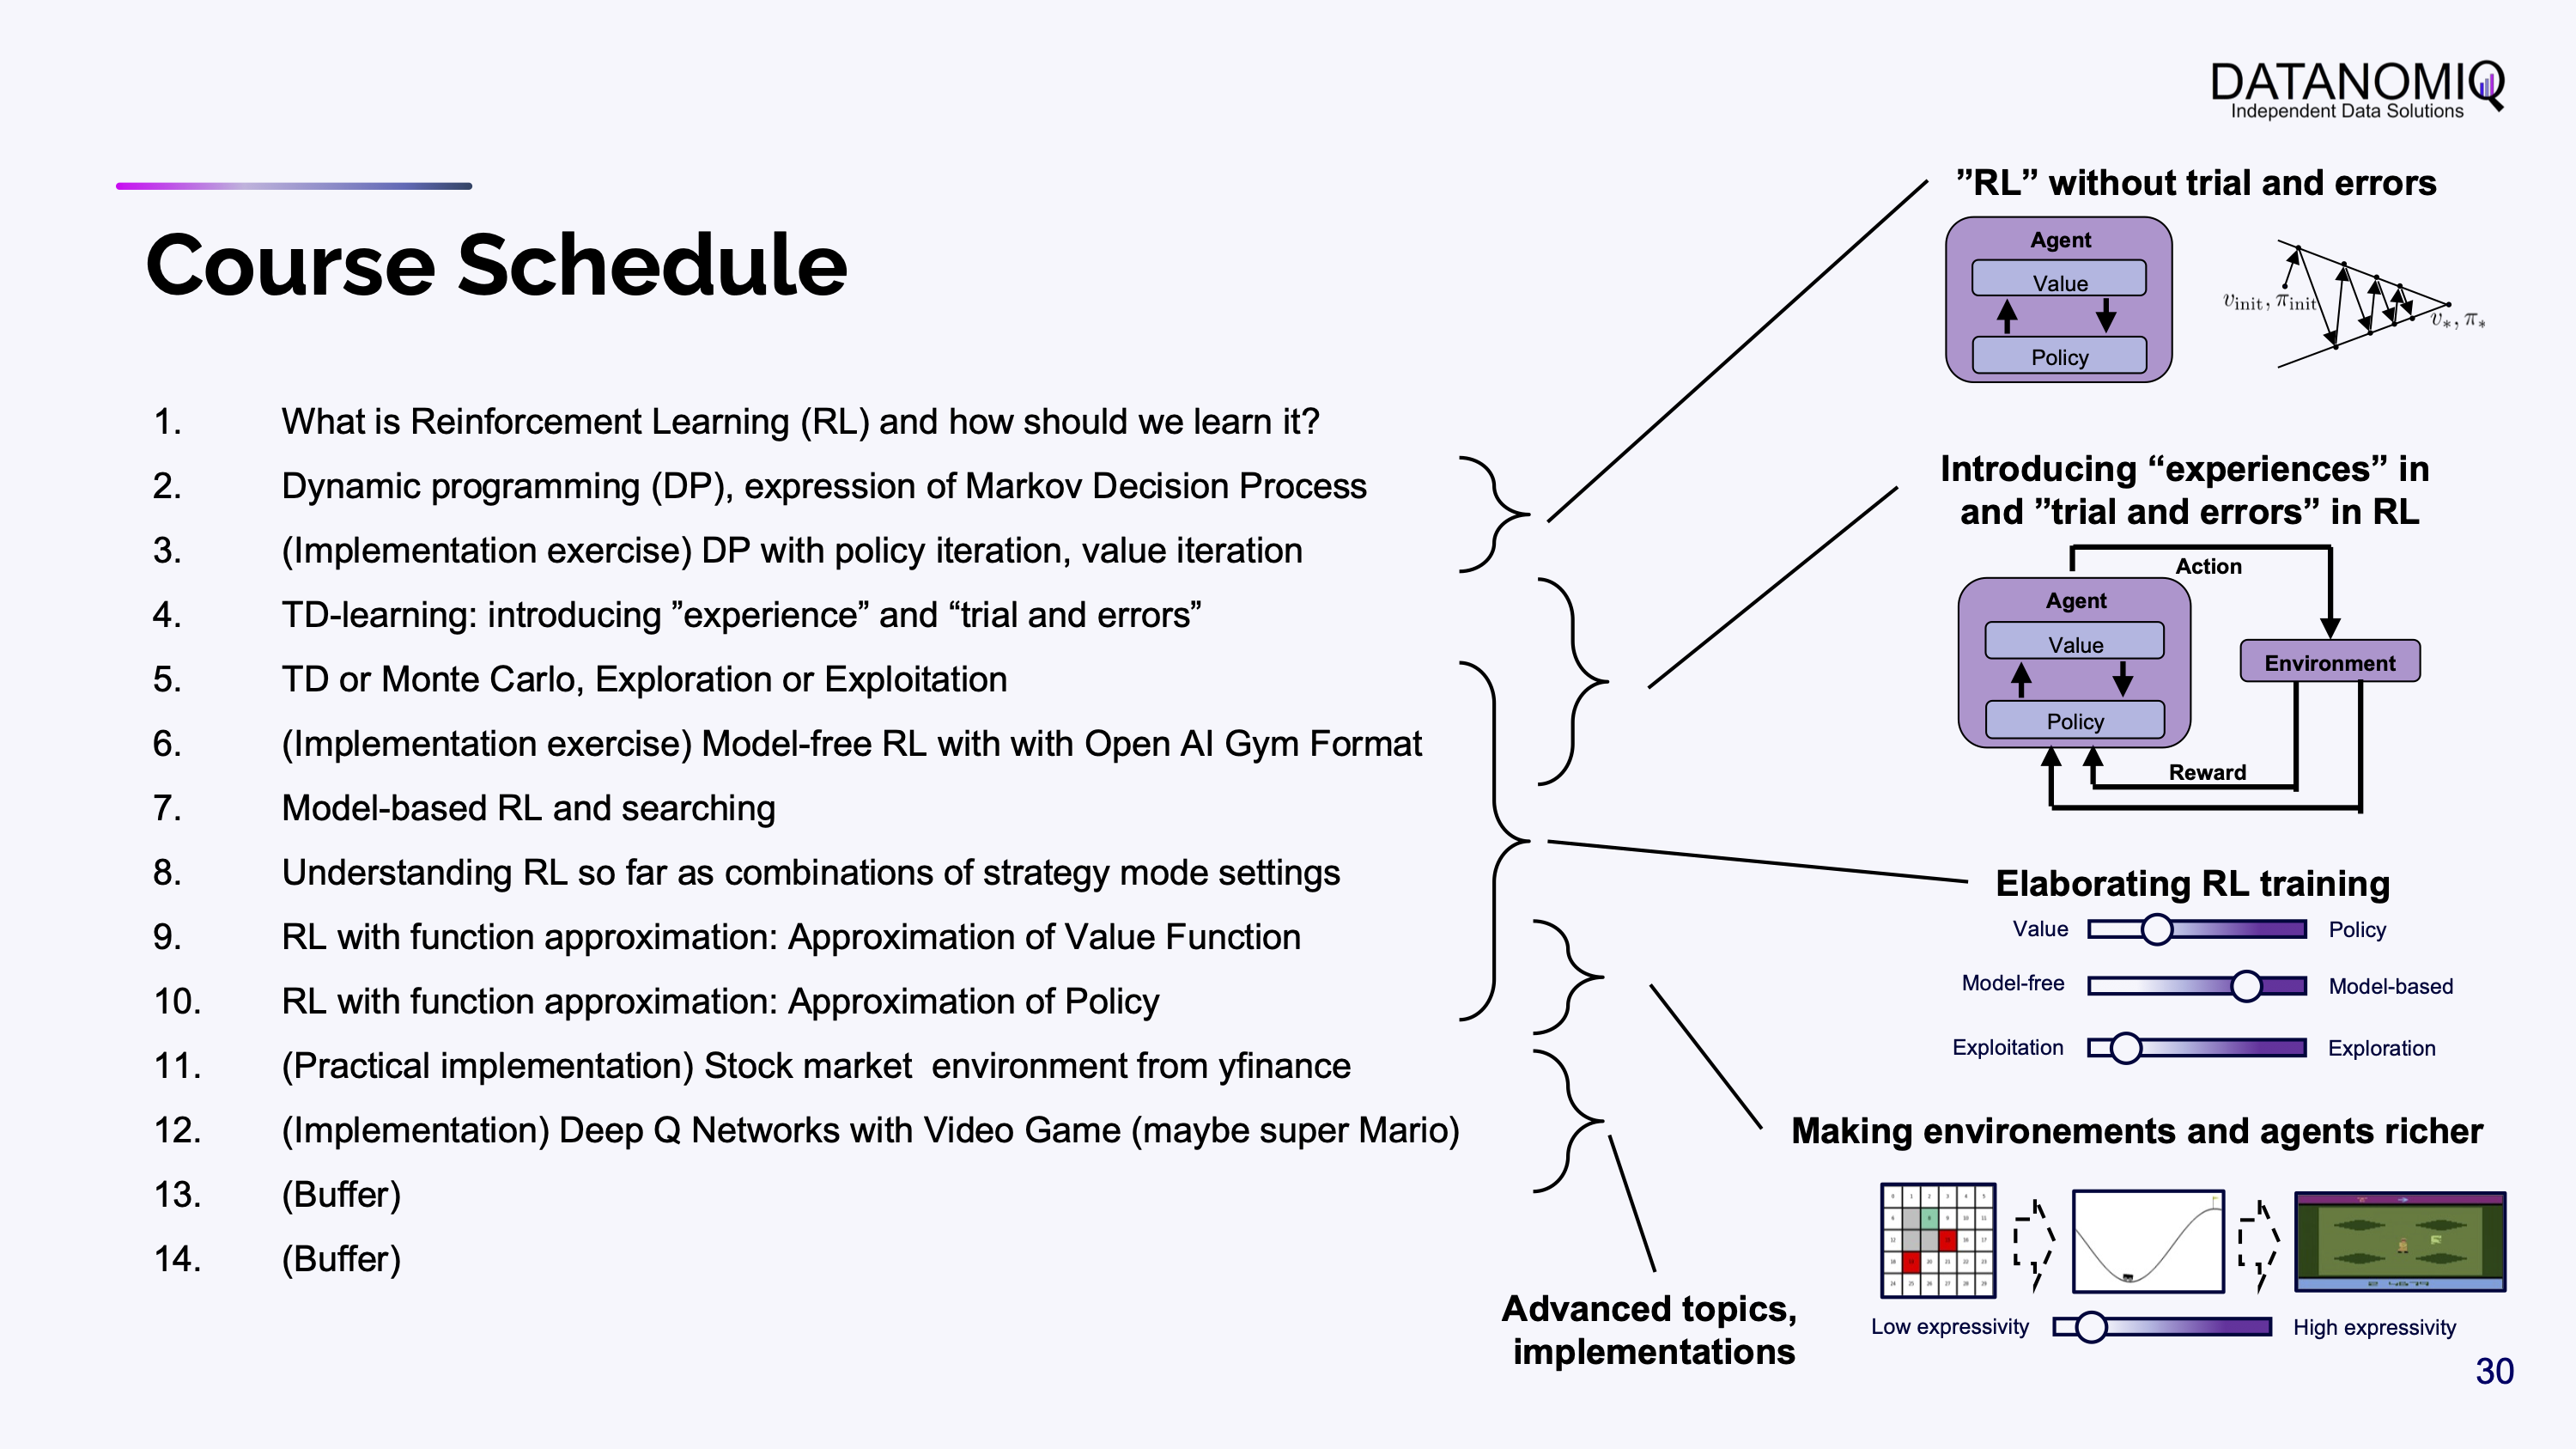 DATANOMIQ
Independent Data Solutions
Course Schedule
1. What is Reinforcement Learning (RL) and how should we learn it?
2. Dynamic programming (DP), expression of Markov Decision Process
3. (Implementation exercise) DP with policy iteration, value iteration
4. TD-learning: introducing ”experience” and “trial and errors”
5. TD or Monte Carlo, Exploration or Exploitation
6. (Implementation exercise) Model-free RL with with Open AI Gym Format
7. Model-based RL and searching
8. Understanding RL so far as combinations of strategy mode settings
9. RL with function approximation: Approximation of Value Function
10. RL with function approximation: Approximation of Policy
11. (Practical implementation) Stock market  environment from yfinance
12. (Implementation) Deep Q Networks with Video Game (maybe super Mario)
13. (Buffer)
14. (Buffer)
”RL” without trial and errors
Agent
Value
Policy
v_init, π_init
v_*, π_*
Introducing “experiences” in
and ”trial and errors” in RL
Action
Agent
Value
Policy
Environment
Reward
Elaborating RL training
Value Policy
Model-free Model-based
Exploitation Exploration
Making environements and agents richer
Low expressivity High expressivity
Advanced topics,
implementations
30